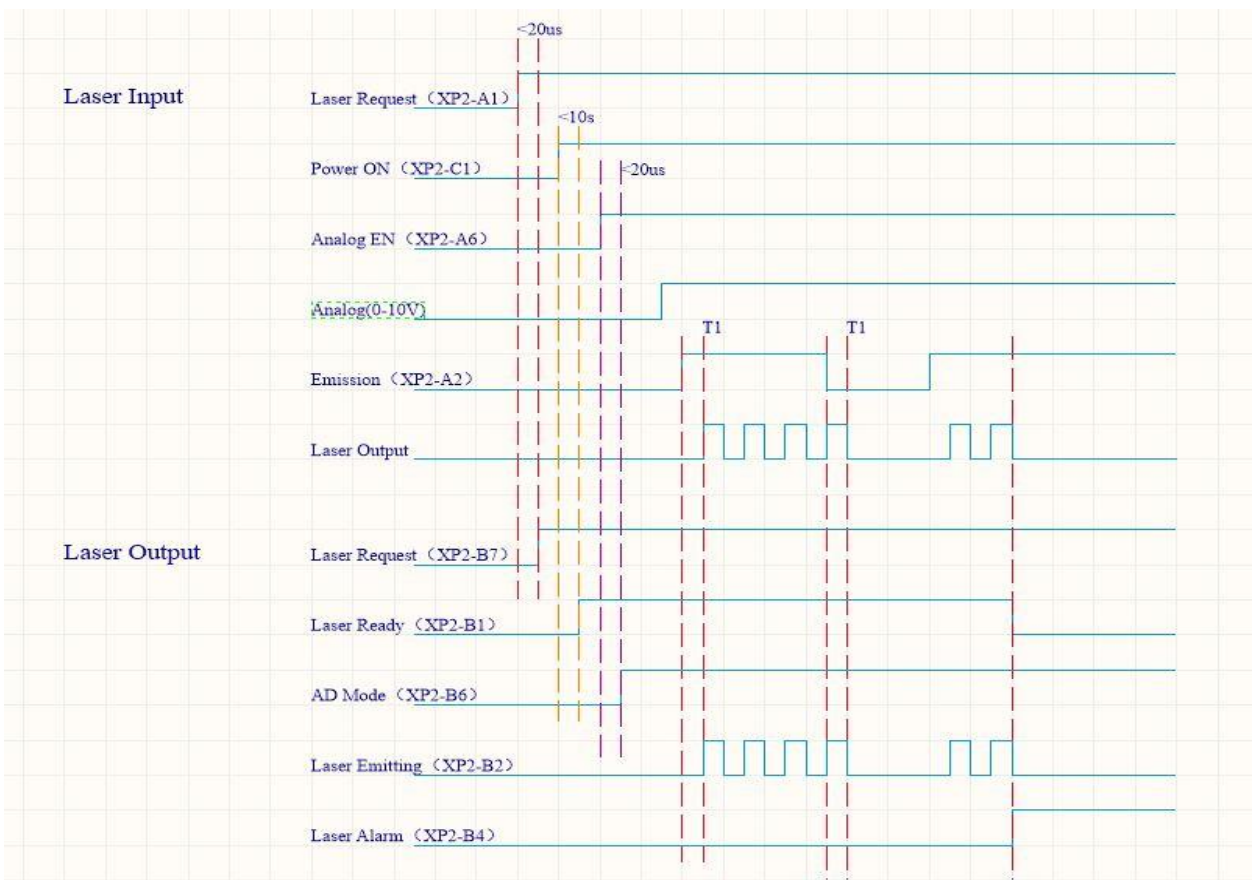 <20us
Laser Input
Laser Request（XP2-A1）
<10s
Power ON（XP2-C1）
<20us
Analog EN（XP2-A6）
Analog(0-10V)
T1
T1
Emission（XP2-A2）
Laser Output
Laser Output
Laser Request（XP2-B7）
Laser Ready（XP2-B1）
AD Mode（XP2-B6）
Laser Emitting（XP2-B2）
Laser Alarm（XP2-B4）